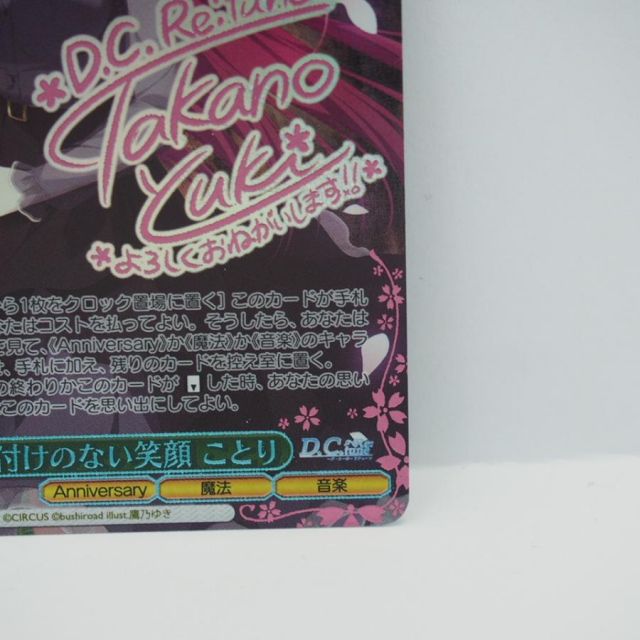 D.C. Re:tune
Takano
Yuki
よろしくおねがいします!!
ら1枚をクロック置場に置く］このカードが手札
なたはコストを払ってよい。そうしたら、あなたは
を見て、《Anniversary》か《魔法》か《音楽》のキャラ
、手札に加え、残りのカードを控え室に置く。
の終わりかこのカードが した時、あなたの思い
このカードを思い出にしてよい。
付けのない笑顔 ことり
D.C.
Anniversary 魔法 音楽
©CIRCUS ©bushiroad illust.鷹乃ゆき